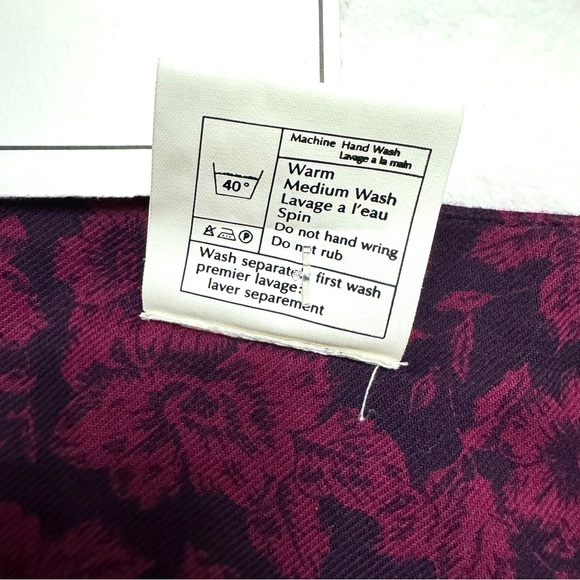 Machine Hand Wash
Lavage a la main
40°
Warm
Medium Wash
Lavage a l'eau
Spin
Do not hand wring
Do not rub
P
Wash separately first wash
premier lavage:
laver separement